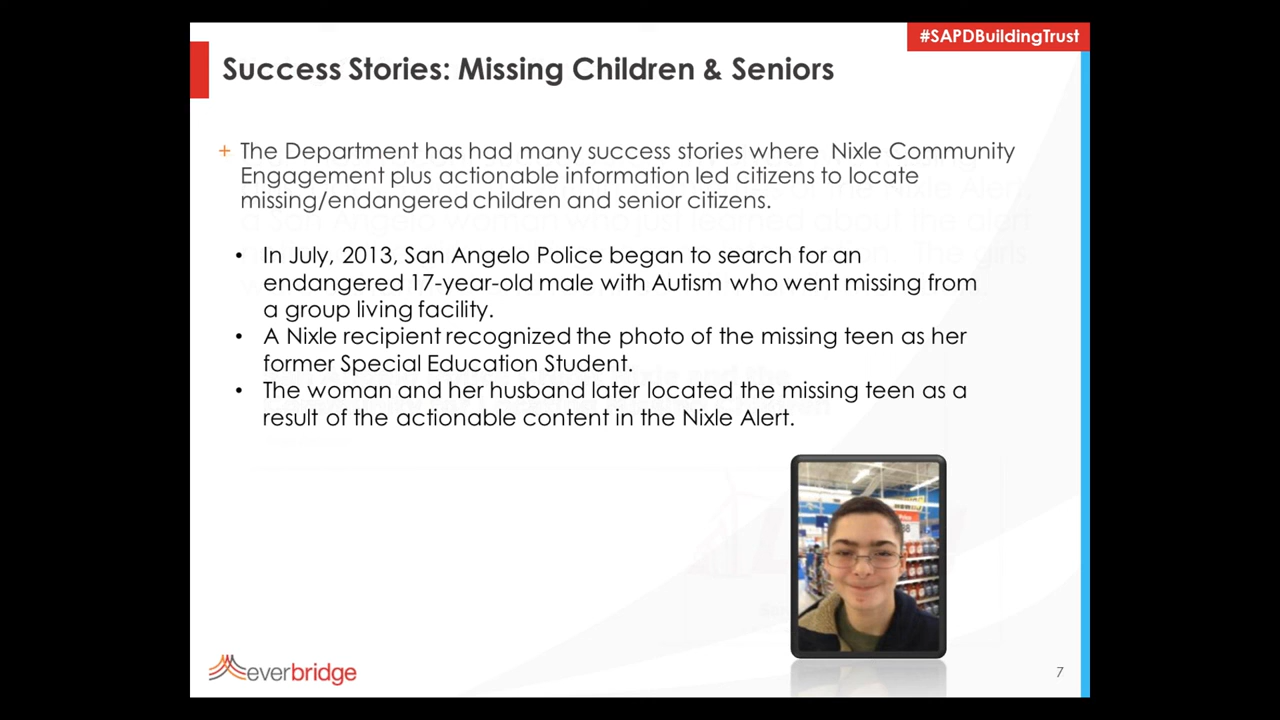 #SAPDBuildingTrust
Success Stories: Missing Children & Seniors
+ The Department has had many success stories where Nixle Community
Engagement plus actionable information led citizens to locate
missing/endangered children and senior citizens.
• In July, 2013, San Angelo Police began to search for an
endangered 17-year-old male with Autism who went missing from
a group living facility.
• A Nixle recipient recognized the photo of the missing teen as her
former Special Education Student.
• The woman and her husband later located the missing teen as a
result of the actionable content in the Nixle Alert.
everbridge
7